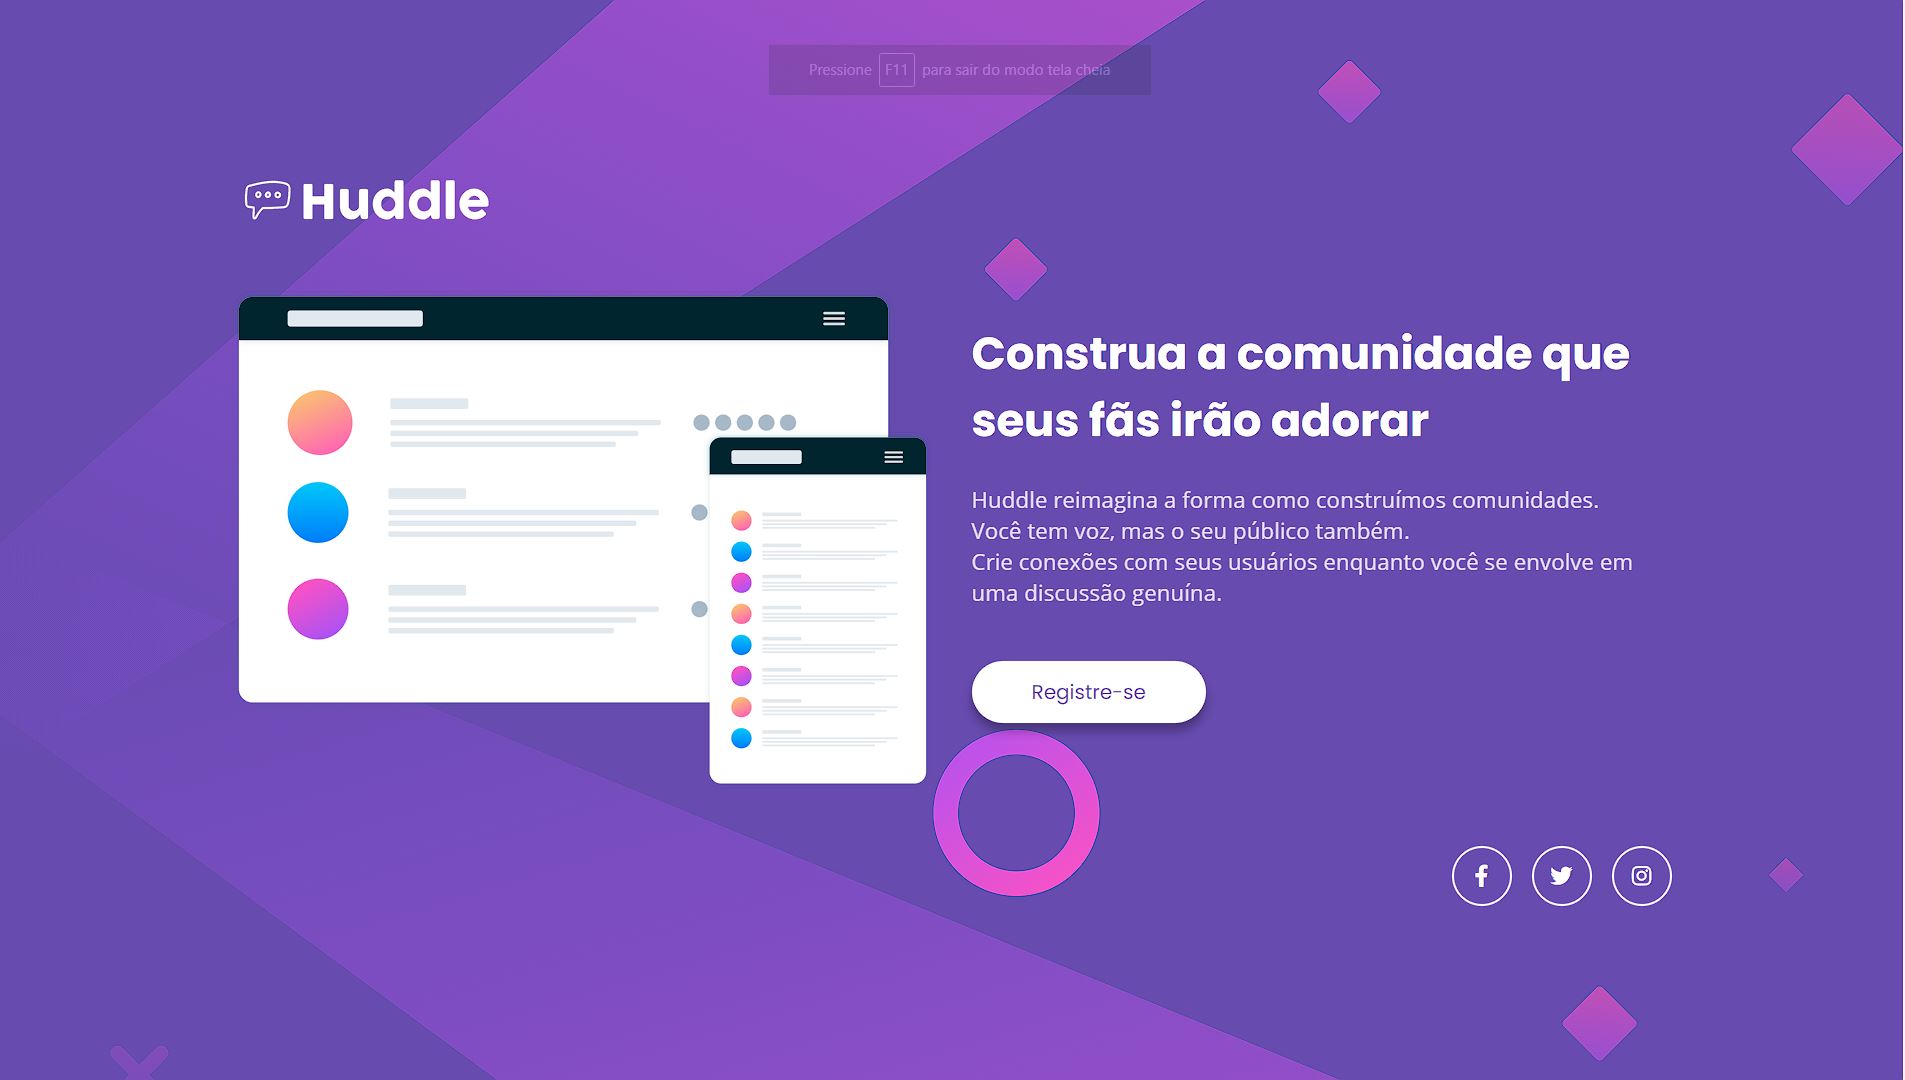 Pressione F11 para sair do modo tela cheia
Huddle
Construa a comunidade que
seus fãs irão adorar
Huddle reimagina a forma como construímos comunidades.
Você tem voz, mas o seu público também.
Crie conexões com seus usuários enquanto você se envolve em
uma discussão genuína.
Registre-se